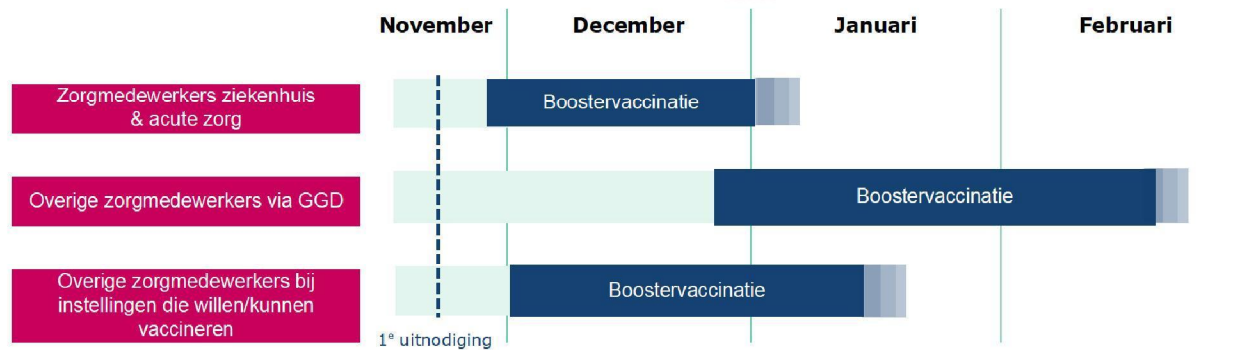 November
December
Januari
Februari
Zorgmedewerkers ziekenhuis
& acute zorg
Boostervaccinatie
Overige zorgmedewerkers via GGD
Boostervaccinatie
Overige zorgmedewerkers bij
instellingen die willen/kunnen
vaccineren
Boostervaccinatie
1e uitnodiging